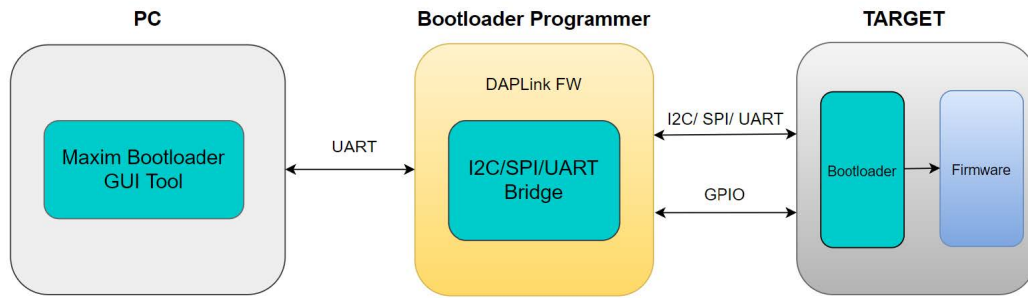 PC
Bootloader Programmer
TARGET
DAPLink FW
Maxim Bootloader
GUI Tool
UART
I2C/SPI/UART
Bridge
I2C/ SPI/ UART
GPIO
Bootloader
Firmware